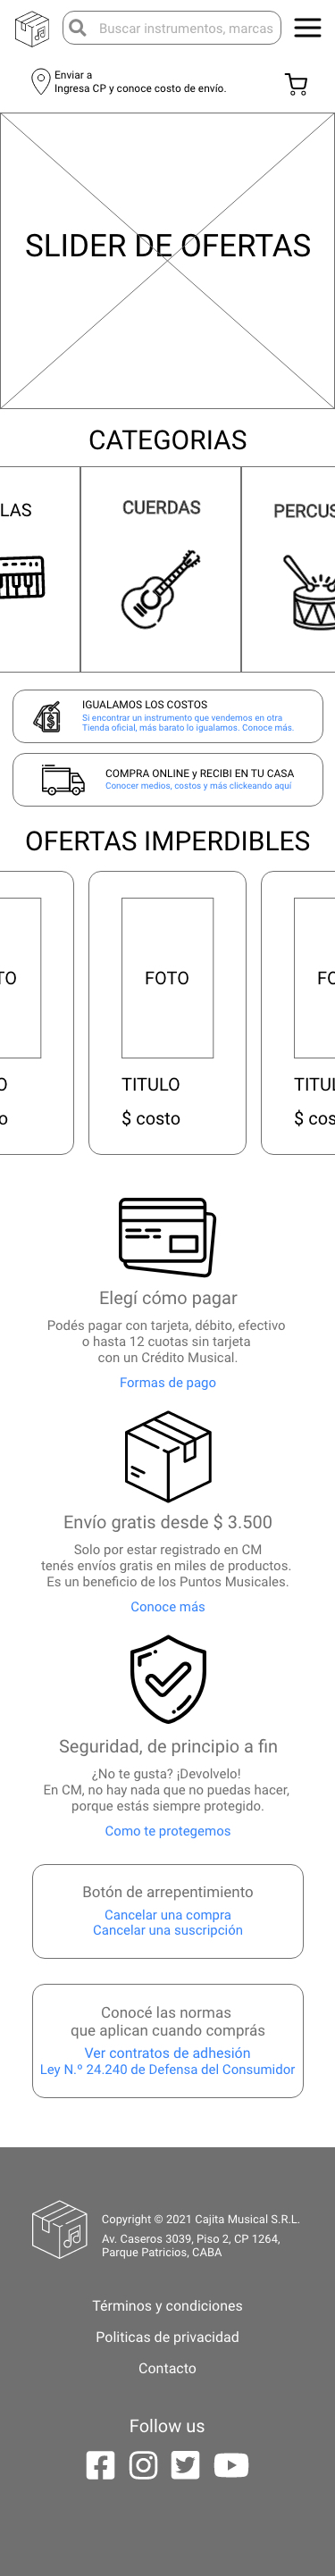 Buscar instrumentos, marcas
Enviar a
Ingresa CP y conoce costo de envío.
SLIDER DE OFERTAS
CATEGORIAS
LAS
CUERDAS
PERCUS
IGUALAMOS LOS COSTOS
Si encontrar un instrumento que vendemos en otra
Tienda oficial, más barato lo igualamos. Conoce más.
COMPRA ONLINE y RECIBI EN TU CASA
Conocer medios, costos y más clickeando aquí
OFERTAS IMPERDIBLES
TO
FOTO
FO
O
TITULO
TITUL
o
$ costo
$ cos
Elegí cómo pagar
Podés pagar con tarjeta, débito, efectivo
o hasta 12 cuotas sin tarjeta
con un Crédito Musical.
Formas de pago
Envío gratis desde $ 3.500
Solo por estar registrado en CM
tenés envíos gratis en miles de productos.
Es un beneficio de los Puntos Musicales.
Conoce más
Seguridad, de principio a fin
¿No te gusta? ¡Devolvelo!
En CM, no hay nada que no puedas hacer,
porque estás siempre protegido.
Como te protegemos
Botón de arrepentimiento
Cancelar una compra
Cancelar una suscripción
Conocé las normas
que aplican cuando comprás
Ver contratos de adhesión
Ley N.º 24.240 de Defensa del Consumidor
Copyright © 2021 Cajita Musical S.R.L.
Av. Caseros 3039, Piso 2, CP 1264,
Parque Patricios, CABA
Términos y condiciones
Politicas de privacidad
Contacto
Follow us